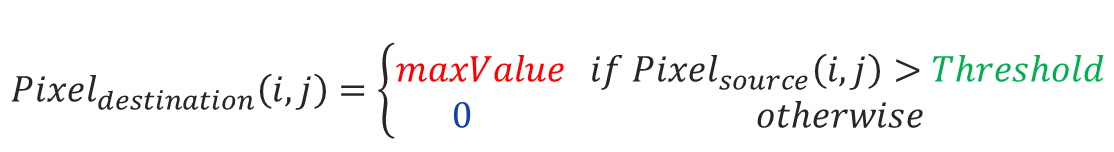 maxValue if Pixel_source(i,j) > Threshold
Pixel_destination(i,j) = {
0 otherwise